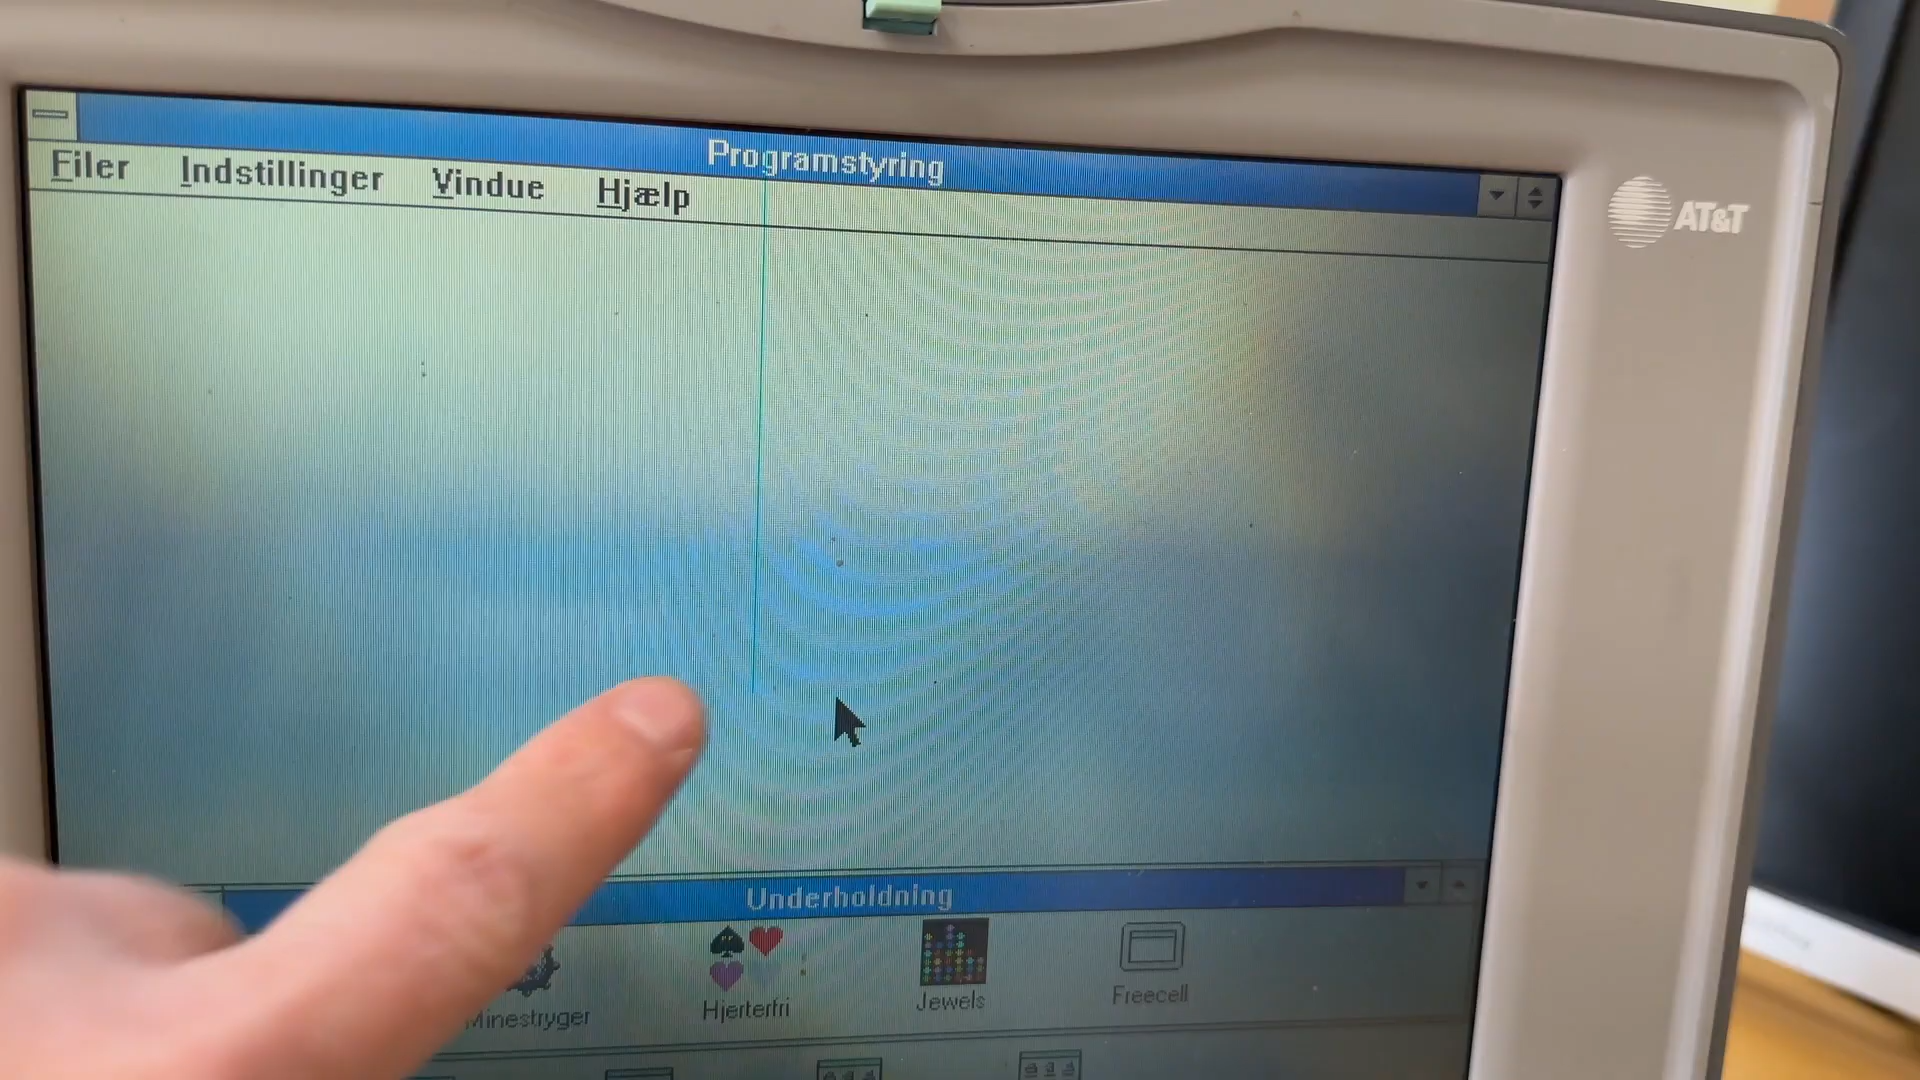 Programstyring
Filer Indstillinger Vindue Hjælp
AT&T
Underholdning
Minestryger Hjerterfri Jewels Freecell